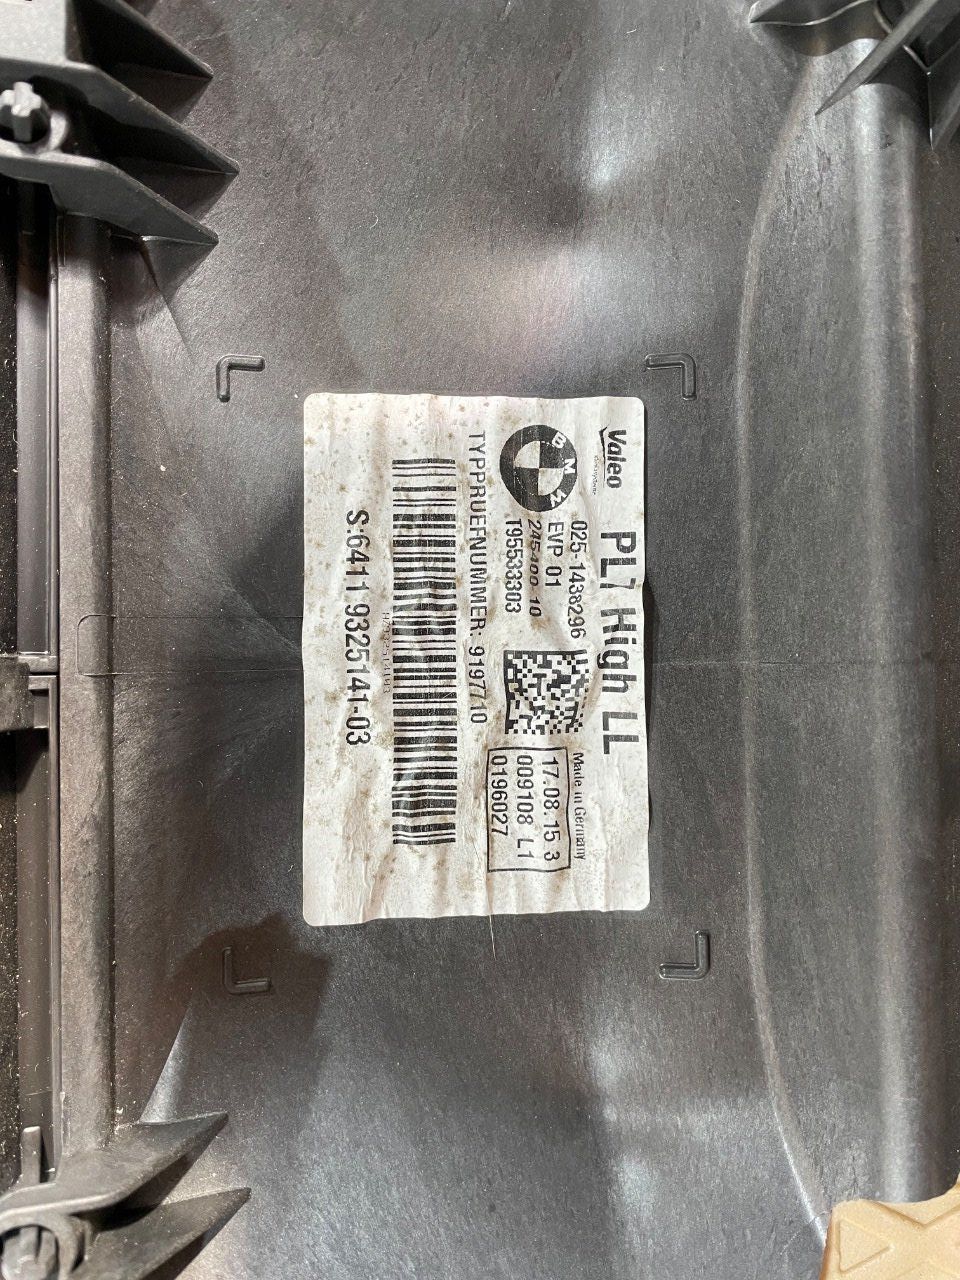 Valeo
PL7 High LL
BMW
025-1438296
EVP 01
245400 10
T95533303
Made in Germany
17.08.15 3
009108 L1
0196027
TYPPRUEFNUMMER: 9197710
S:6411 9325141-03